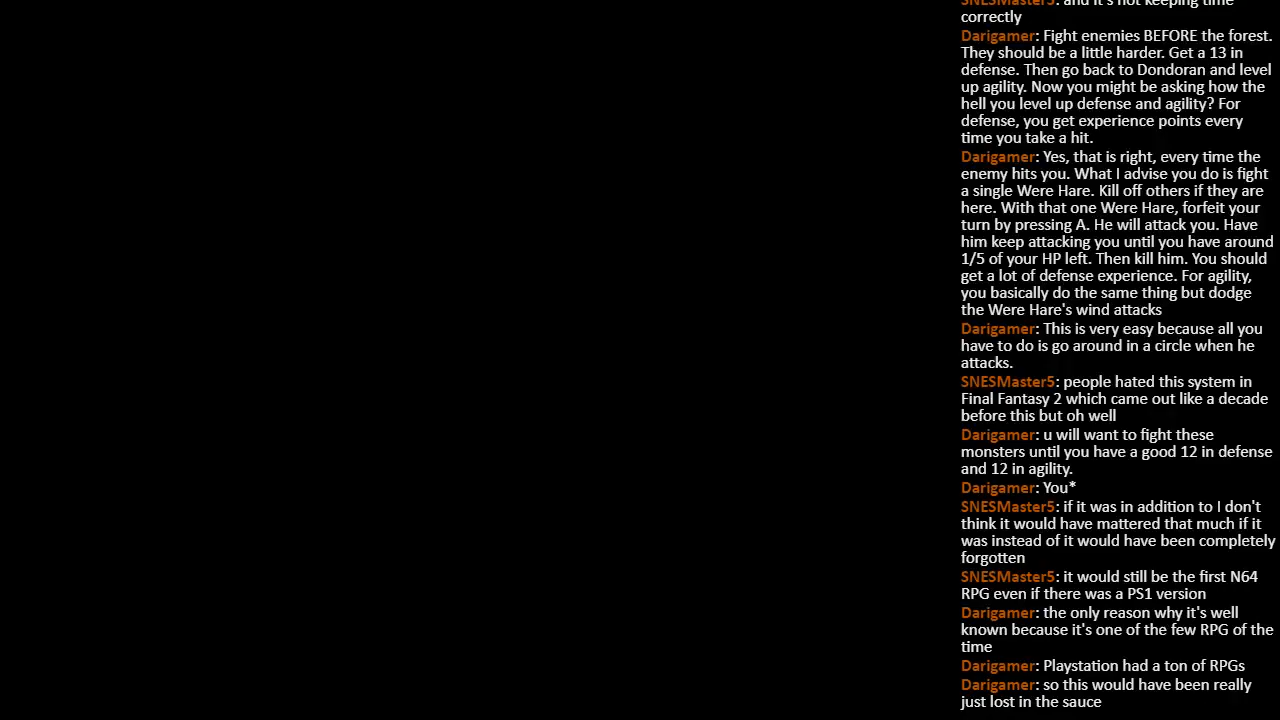 SNESMaster5: and it's not keeping time
correctly
Darigamer: Fight enemies BEFORE the forest.
They should be a little harder. Get a 13 in
defense. Then go back to Dondoran and level
up agility. Now you might be asking how the
hell you level up defense and agility? For
defense, you get experience points every
time you take a hit.
Darigamer: Yes, that is right, every time the
enemy hits you. What I advise you do is fight
a single Were Hare. Kill off others if they are
here. With that one Were Hare, forfeit your
turn by pressing A. He will attack you. Have
him keep attacking you until you have around
1/5 of your HP left. Then kill him. You should
get a lot of defense experience. For agility,
you basically do the same thing but dodge
the Were Hare's wind attacks
Darigamer: This is very easy because all you
have to do is go around in a circle when he
attacks.
SNESMaster5: people hated this system in
Final Fantasy 2 which came out like a decade
before this but oh well
Darigamer: u will want to fight these
monsters until you have a good 12 in defense
and 12 in agility.
Darigamer: You*
SNESMaster5: if it was in addition to I don't
think it would have mattered that much if it
was instead of it would have been completely
forgotten
SNESMaster5: it would still be the first N64
RPG even if there was a PS1 version
Darigamer: the only reason why it's well
known because it's one of the few RPG of the
time
Darigamer: Playstation had a ton of RPGs
Darigamer: so this would have been really
just lost in the sauce